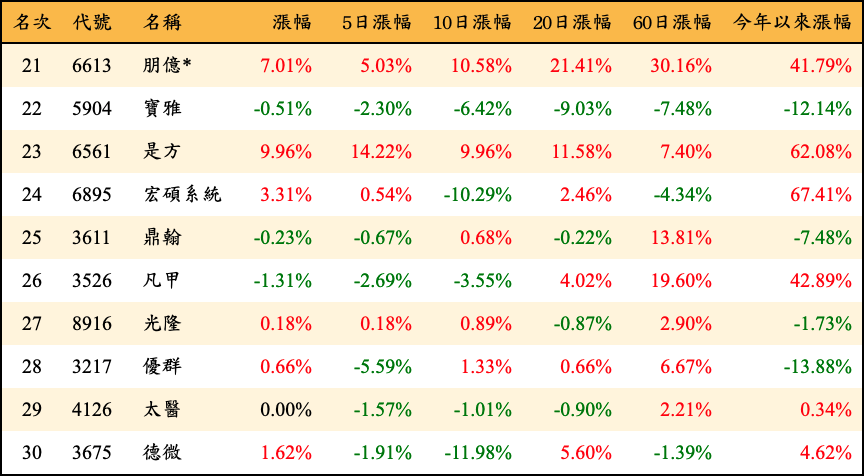 名次 代號 名稱 漲幅 5日漲幅 10日漲幅 20日漲幅 60日漲幅 今年以來漲幅
21 6613 朋億* 7.01% 5.03% 10.58% 21.41% 30.16% 41.79%
22 5904 寶雅 -0.51% -2.30% -6.42% -9.03% -7.48% -12.14%
23 6561 是方 9.96% 14.22% 9.96% 11.58% 7.40% 62.08%
24 6895 宏碩系統 3.31% 0.54% -10.29% 2.46% -4.34% 67.41%
25 3611 鼎翰 -0.23% -0.67% 0.68% -0.22% 13.81% -7.48%
26 3526 凡甲 -1.31% -2.69% -3.55% 4.02% 19.60% 42.89%
27 8916 光隆 0.18% 0.18% 0.89% -0.87% 2.90% -1.73%
28 3217 優群 0.66% -5.59% 1.33% 0.66% 6.67% -13.88%
29 4126 太醫 0.00% -1.57% -1.01% -0.90% 2.21% 0.34%
30 3675 德微 1.62% -1.91% -11.98% 5.60% -1.39% 4.62%